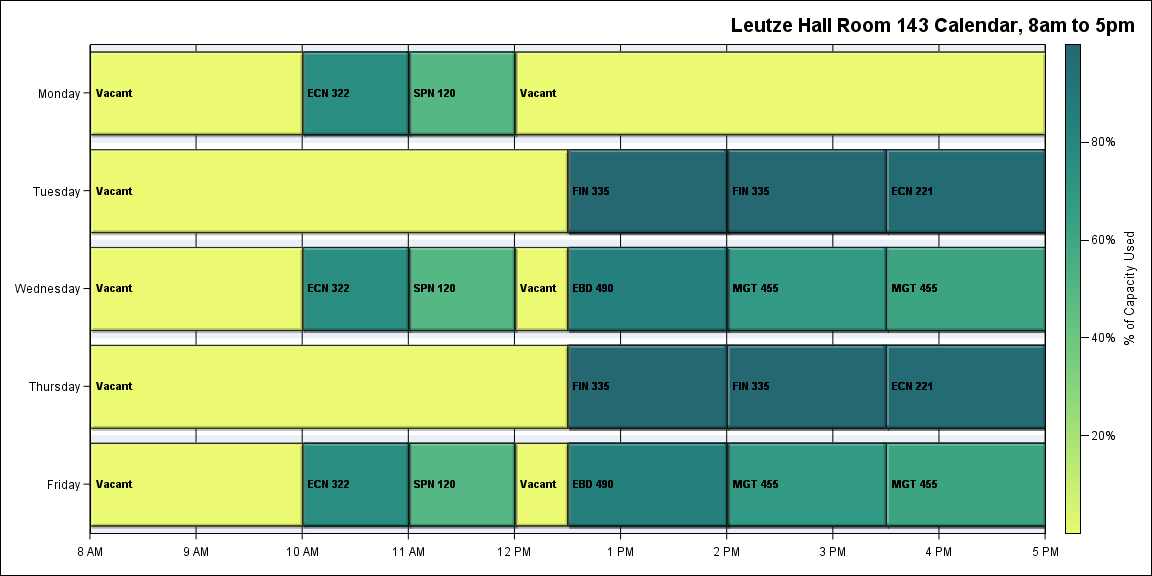 Leutze Hall Room 143 Calendar, 8am to 5pm
Monday
Vacant
ECN 322
SPN 120
Vacant
Tuesday
Vacant
FIN 335
FIN 335
ECN 221
Wednesday
Vacant
ECN 322
SPN 120
Vacant
EBD 490
MGT 455
MGT 455
Thursday
Vacant
FIN 335
FIN 335
ECN 221
Friday
Vacant
ECN 322
SPN 120
Vacant
EBD 490
MGT 455
MGT 455
8 AM
9 AM
10 AM
11 AM
12 PM
1 PM
2 PM
3 PM
4 PM
5 PM
80%
60%
40%
20%
% of Capacity Used